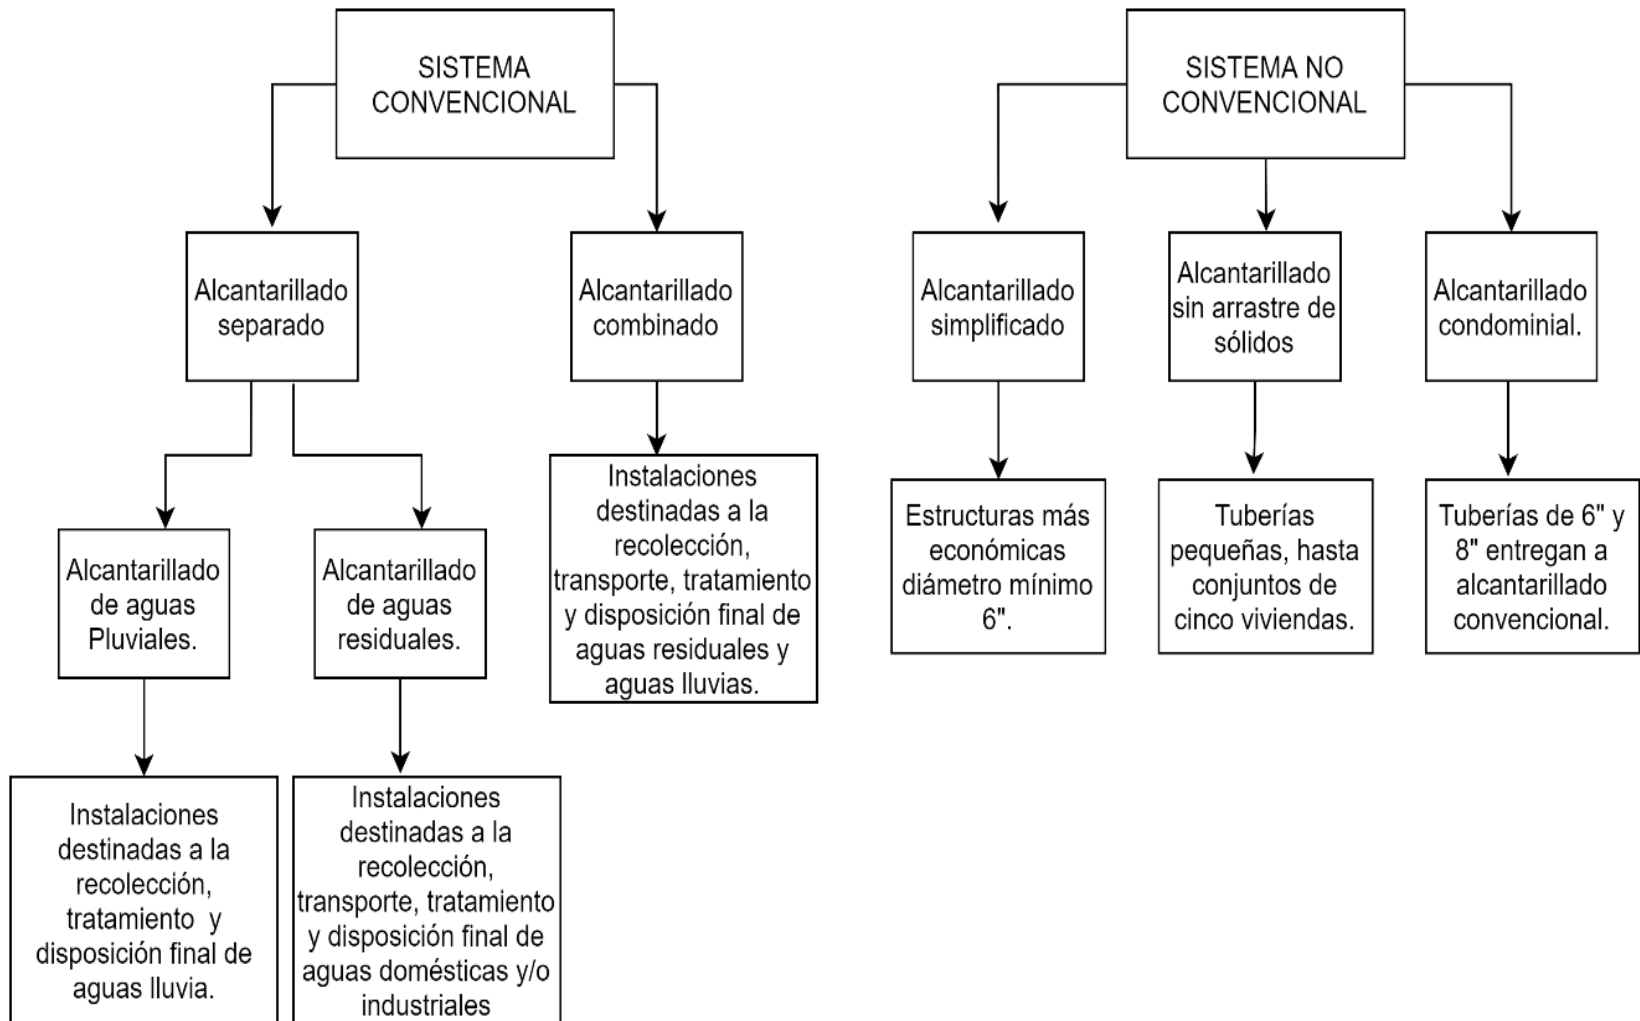 SISTEMA
CONVENCIONAL
SISTEMA NO
CONVENCIONAL
Alcantarillado
separado
Alcantarillado
combinado
Alcantarillado
simplificado
Alcantarillado
sin arrastre de
sólidos
Alcantarillado
condominial.
Alcantarillado
de aguas
Pluviales.
Alcantarillado
de aguas
residuales.
Instalaciones
destinadas a la
recolección,
transporte, tratamiento
y disposición final de
aguas residuales y
aguas lluvias.
Estructuras más
económicas
diámetro mínimo
6".
Tuberías
pequeñas, hasta
conjuntos de
cinco viviendas.
Tuberías de 6" y
8" entregan a
alcantarillado
convencional.
Instalaciones
destinadas a la
recolección,
tratamiento y
disposición final de
aguas lluvia.
Instalaciones
destinadas a la
recolección,
transporte, tratamiento
y disposición final de
aguas domésticas y/o
industriales